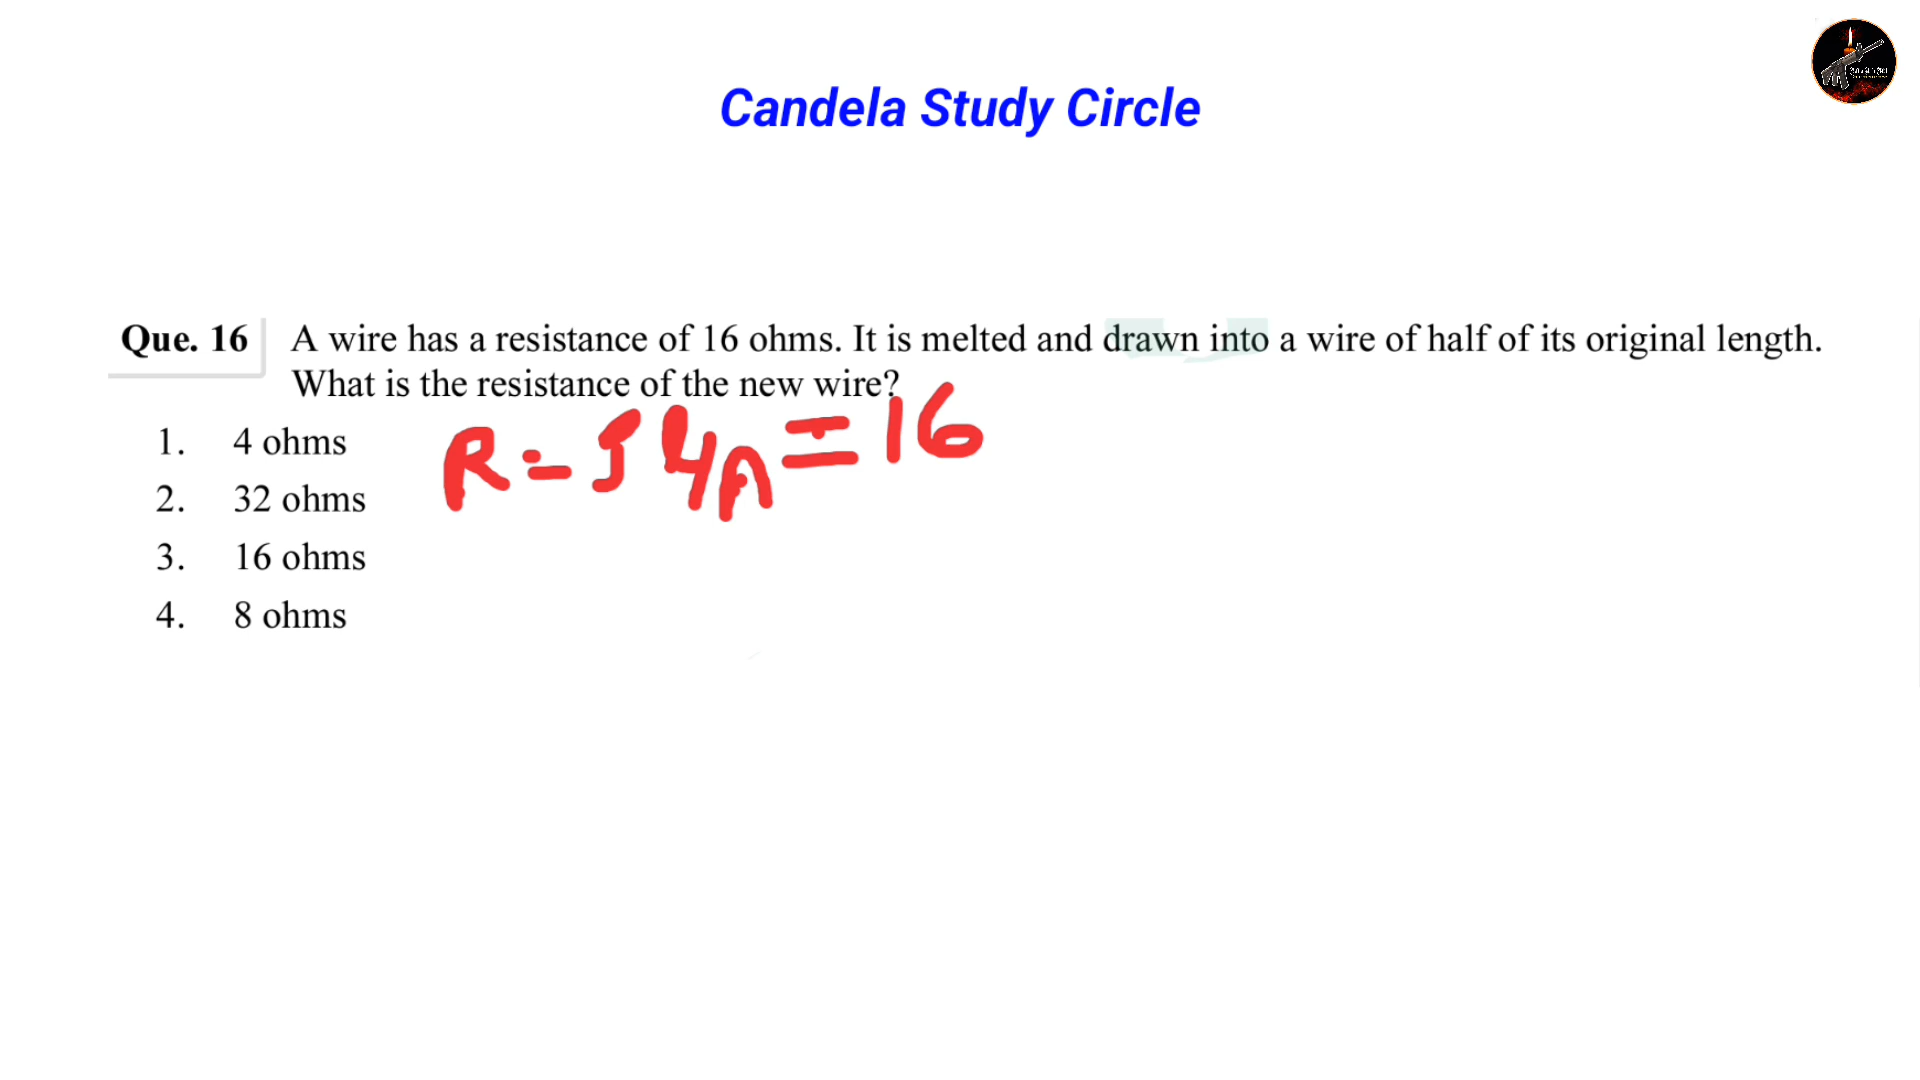 Candela Study Circle
Que. 16 A wire has a resistance of 16 ohms. It is melted and drawn into a wire of half of its original length.
What is the resistance of the new wire?
R = ρ L/A = 16
1. 4 ohms
2. 32 ohms
3. 16 ohms
4. 8 ohms